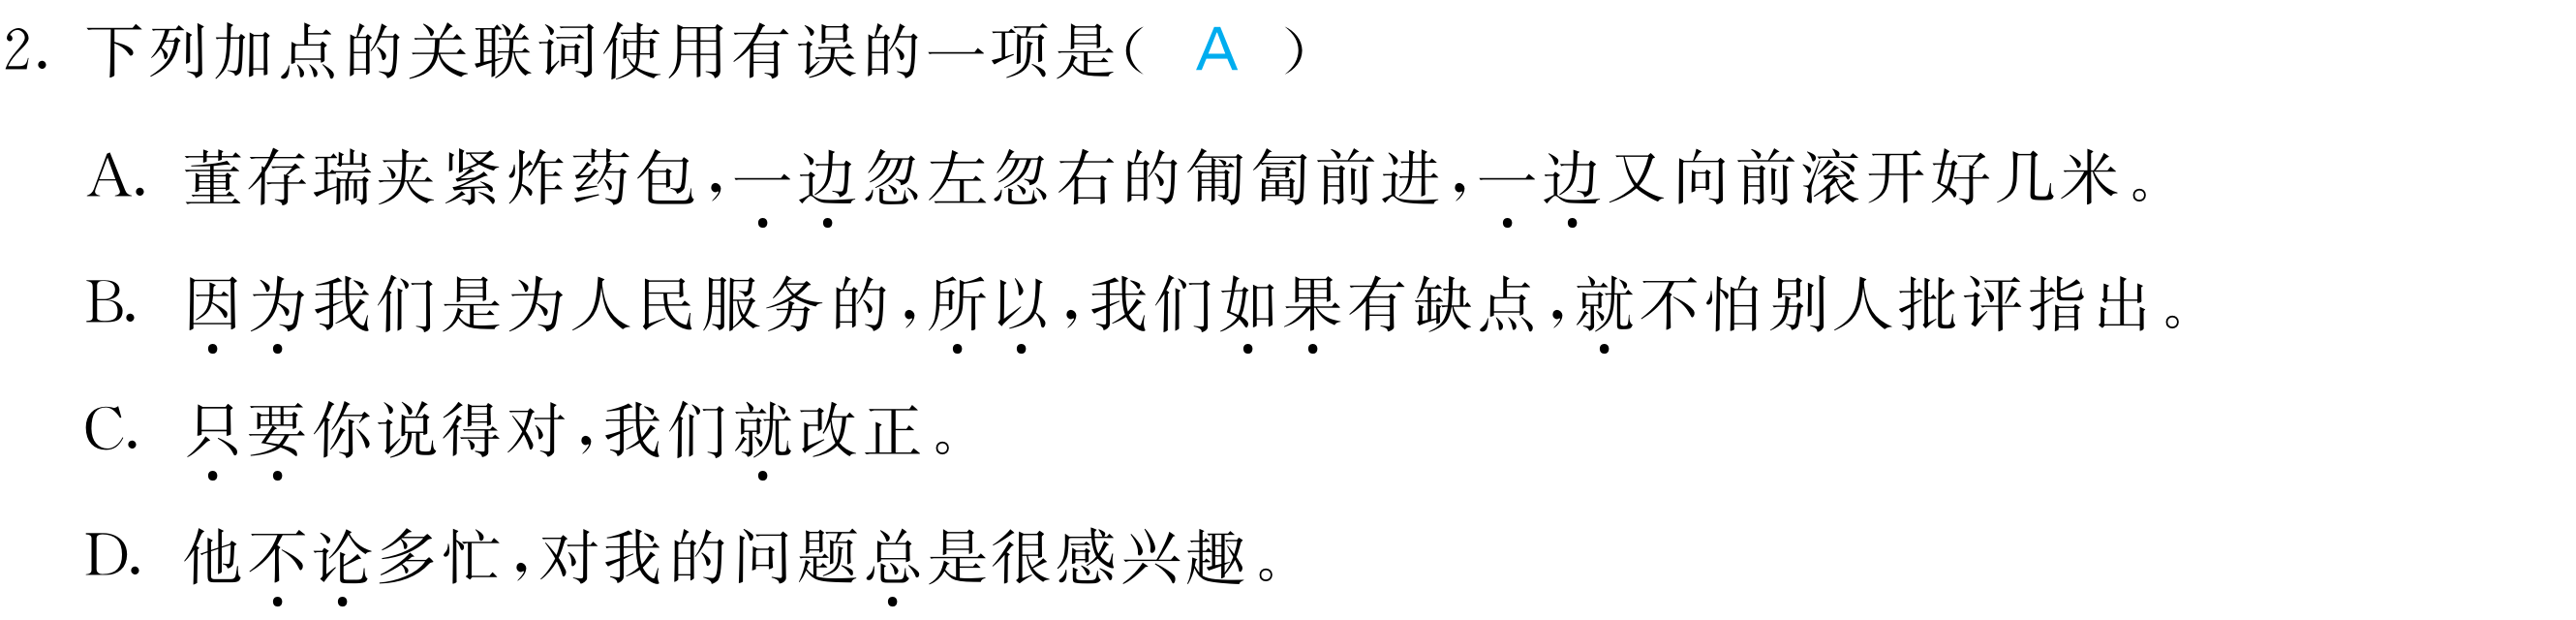 2. 下列加点的关联词使用有误的一项是( A )
A. 董存瑞夹紧炸药包,一边忽左忽右的匍匐前进,一边又向前滚开好几米。
B. 因为我们是为人民服务的,所以,我们如果有缺点,就不怕别人批评指出。
C. 只要你说得对,我们就改正。
D. 他不论多忙,对我的问题总是很感兴趣。